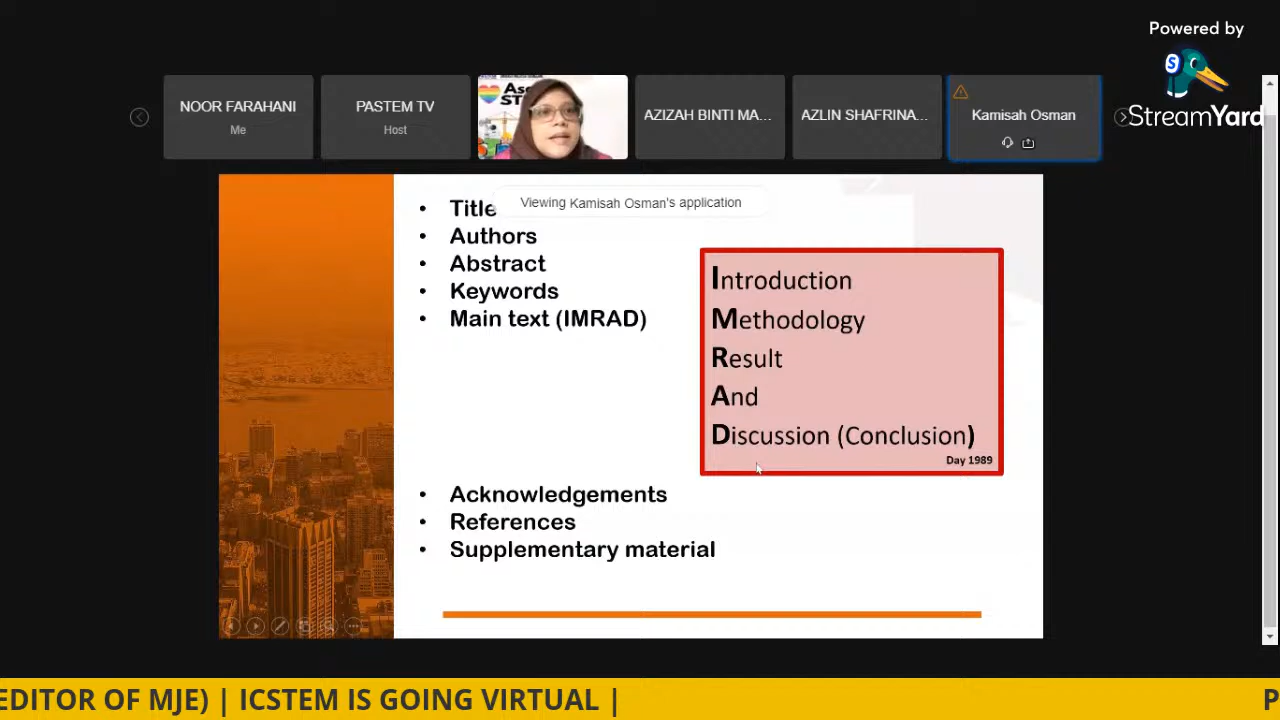 Powered by
StreamYard
NOOR FARAHANI
Me
PASTEM TV
Host
AZIZAH BINTI MA...
AZLIN SHAFRINA...
Kamisah Osman
Viewing Kamisah Osman's application
• Title
• Authors
• Abstract
• Keywords
• Main text (IMRAD)
Introduction
Methodology
Result
And
Discussion (Conclusion)
Day 1989
• Acknowledgements
• References
• Supplementary material
EDITOR OF MJE) | ICSTEM IS GOING VIRTUAL |
P